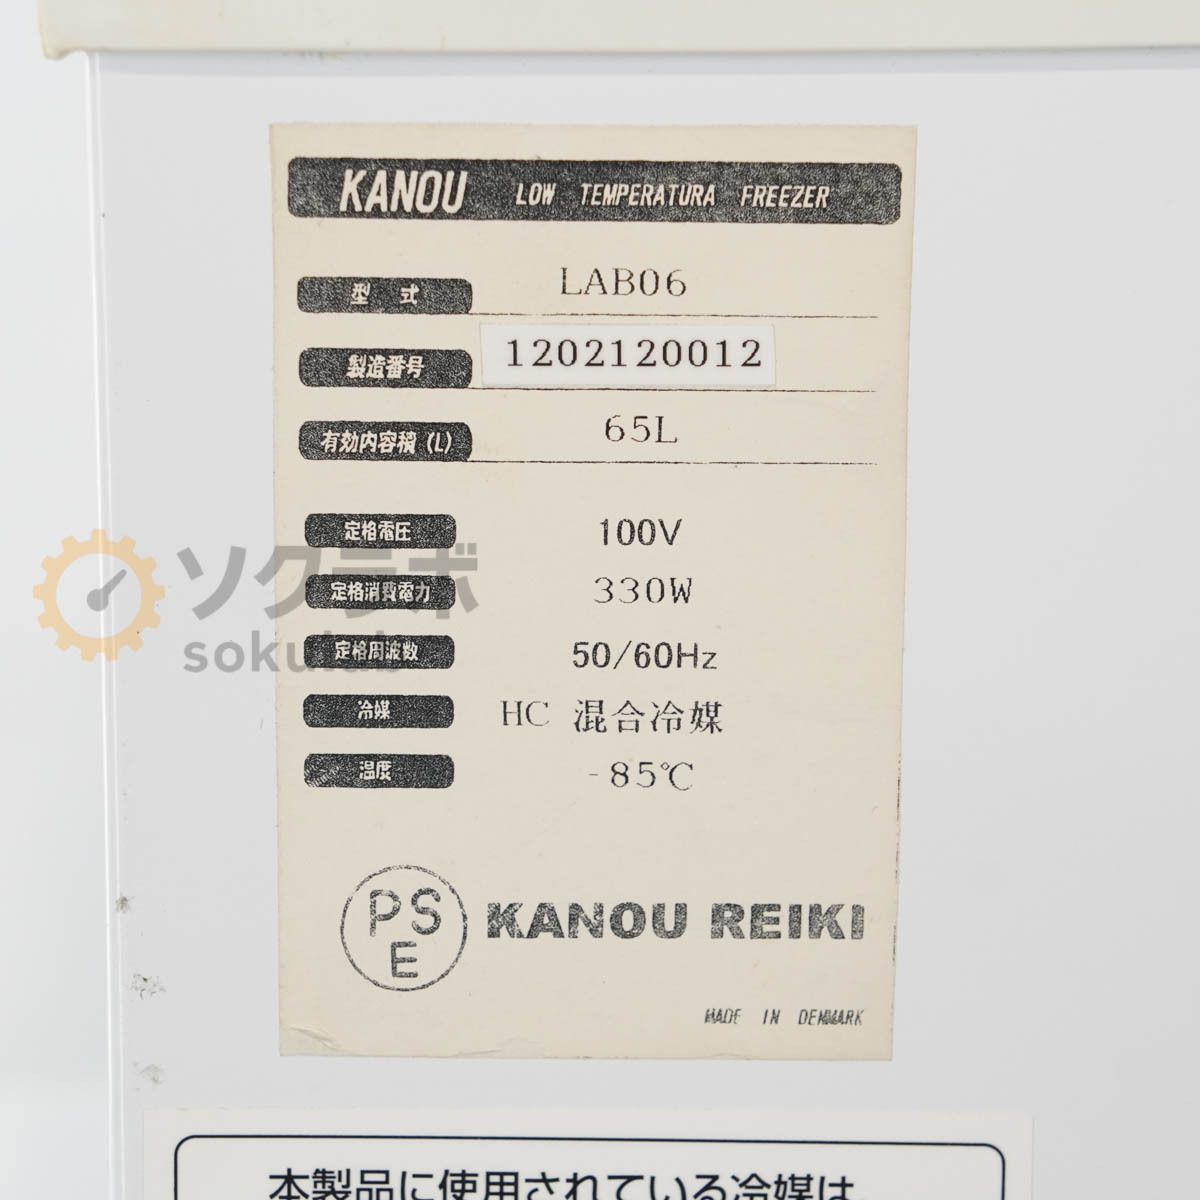 KANOU LOW TEMPERATURA FREEZER
型式 LAB06
製造番号 1202120012
有効内容積(L) 65L
定格電圧 100V
定格消費電力 330W
定格周波数 50/60Hz
冷媒 HC 混合冷媒
温度 -85℃
ソクラボ
sokulab
PS
E
KANOU REIKI
MADE IN DENMARK
本製品に使用されている冷媒は、